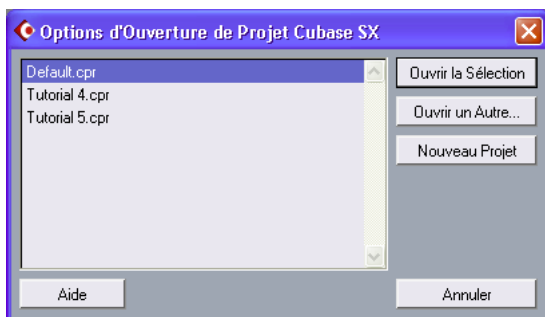 Options d'Ouverture de Projet Cubase SX
Default.cpr
Tutorial 4.cpr
Tutorial 5.cpr
Ouvrir la Sélection
Ouvrir un Autre...
Nouveau Projet
Aide
Annuler